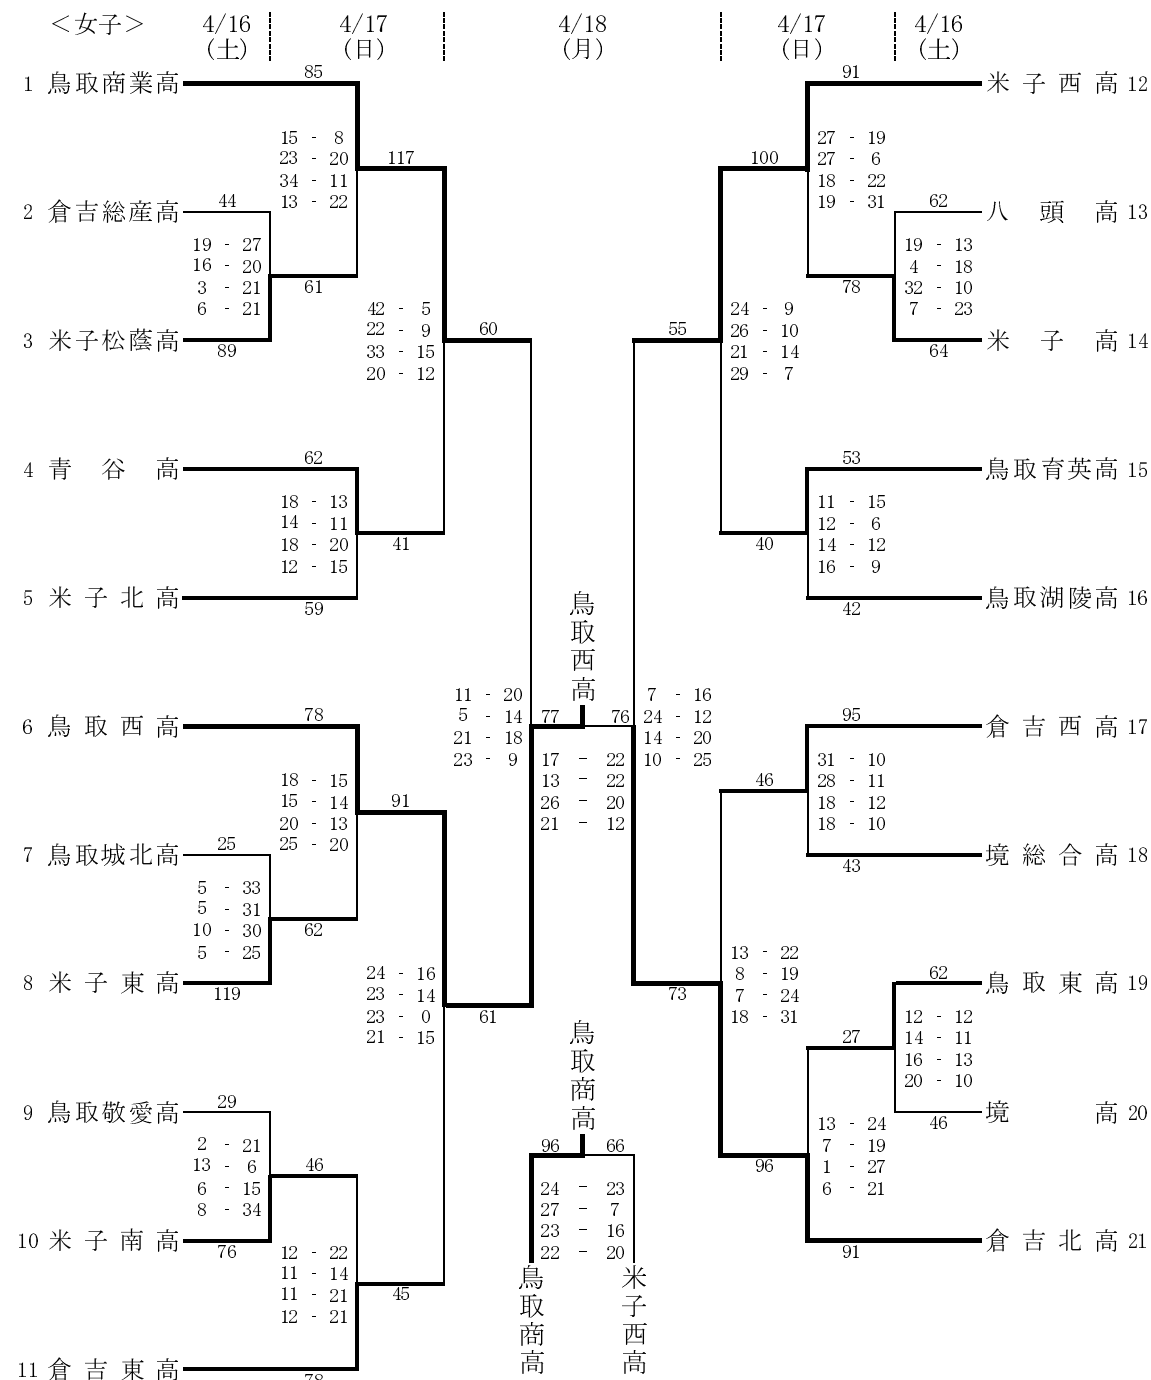 ＜女子＞ 4/16 4/17 4/18 4/17 4/16
（土） （日） （月） （日） （土）
85 91
1 鳥取商業高 米子西高 12
15 - 8 27 - 19
23 - 20 117 100 27 - 6
34 - 11 18 - 22
13 - 22 19 - 31
44 62
2 倉吉総産高 八頭高 13
19 - 27 19 - 13
16 - 20 4 - 18
3 - 21 61 78 32 - 10
6 - 21 7 - 23
42 - 5 24 - 9
22 - 9 60 55 26 - 10
3 米子松蔭高 米子高 14
89 33 - 15 21 - 14 64
20 - 12 29 - 7
62 53
4 青谷高 鳥取育英高 15
18 - 13 11 - 15
14 - 11 12 - 6
18 - 20 41 40 14 - 12
12 - 15 16 - 9
5 米子北高 鳥取湖陵高 16
59 42
鳥取西高
11 - 20 7 - 16
5 - 14 77 76 24 - 12
21 - 18 14 - 20
23 - 9 10 - 25
78 95
6 鳥取西高 倉吉西高 17
17 - 22
13 - 22
26 - 20
21 - 12
18 - 15 31 - 10
15 - 14 91 46 28 - 11
20 - 13 18 - 12
25 - 20 18 - 10
25
7 鳥取城北高 境総合高 18
43
5 - 33
5 - 31
10 - 30 62
5 - 25
24 - 16 13 - 22
23 - 14 8 - 19
23 - 0 7 - 24
21 - 15 18 - 31
8 米子東高 62 鳥取東高 19
119 61 73
12 - 12
27 14 - 11
16 - 13
20 - 10
鳥取商高
29
9 鳥取敬愛高 境高 20
46
2 - 21 13 - 24
13 - 6 46 96 66 96 7 - 19
6 - 15 1 - 27
8 - 34 6 - 21
24 - 23
27 - 7
23 - 16
22 - 20
10 米子南高 倉吉北高 21
76 91
12 - 22
11 - 14
11 - 21 45
12 - 21
鳥取商高 米子西高
11 倉吉東高
78